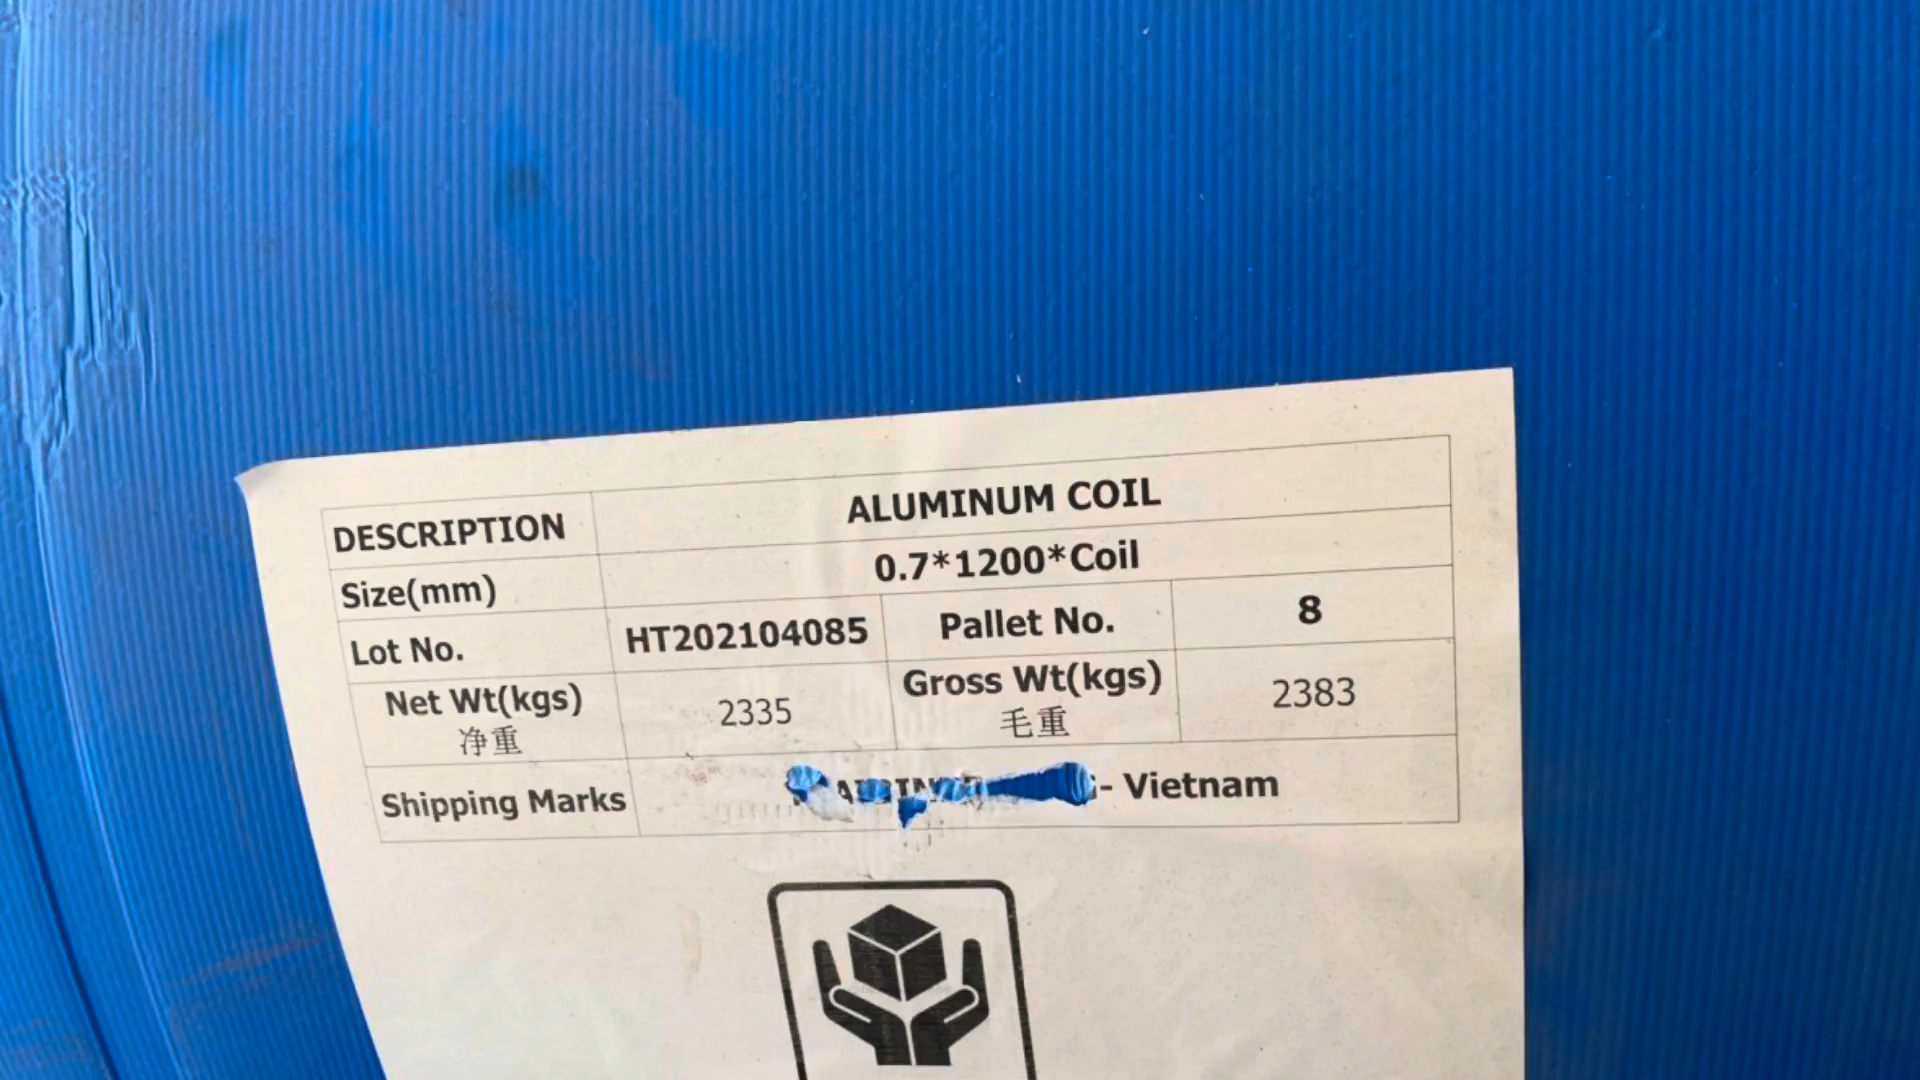 DESCRIPTION ALUMINUM COIL
Size(mm) 0.7*1200*Coil
Lot No. HT202104085 Pallet No. 8
Net Wt(kgs) 2335 Gross Wt(kgs) 2383
净重 毛重
Shipping Marks - Vietnam